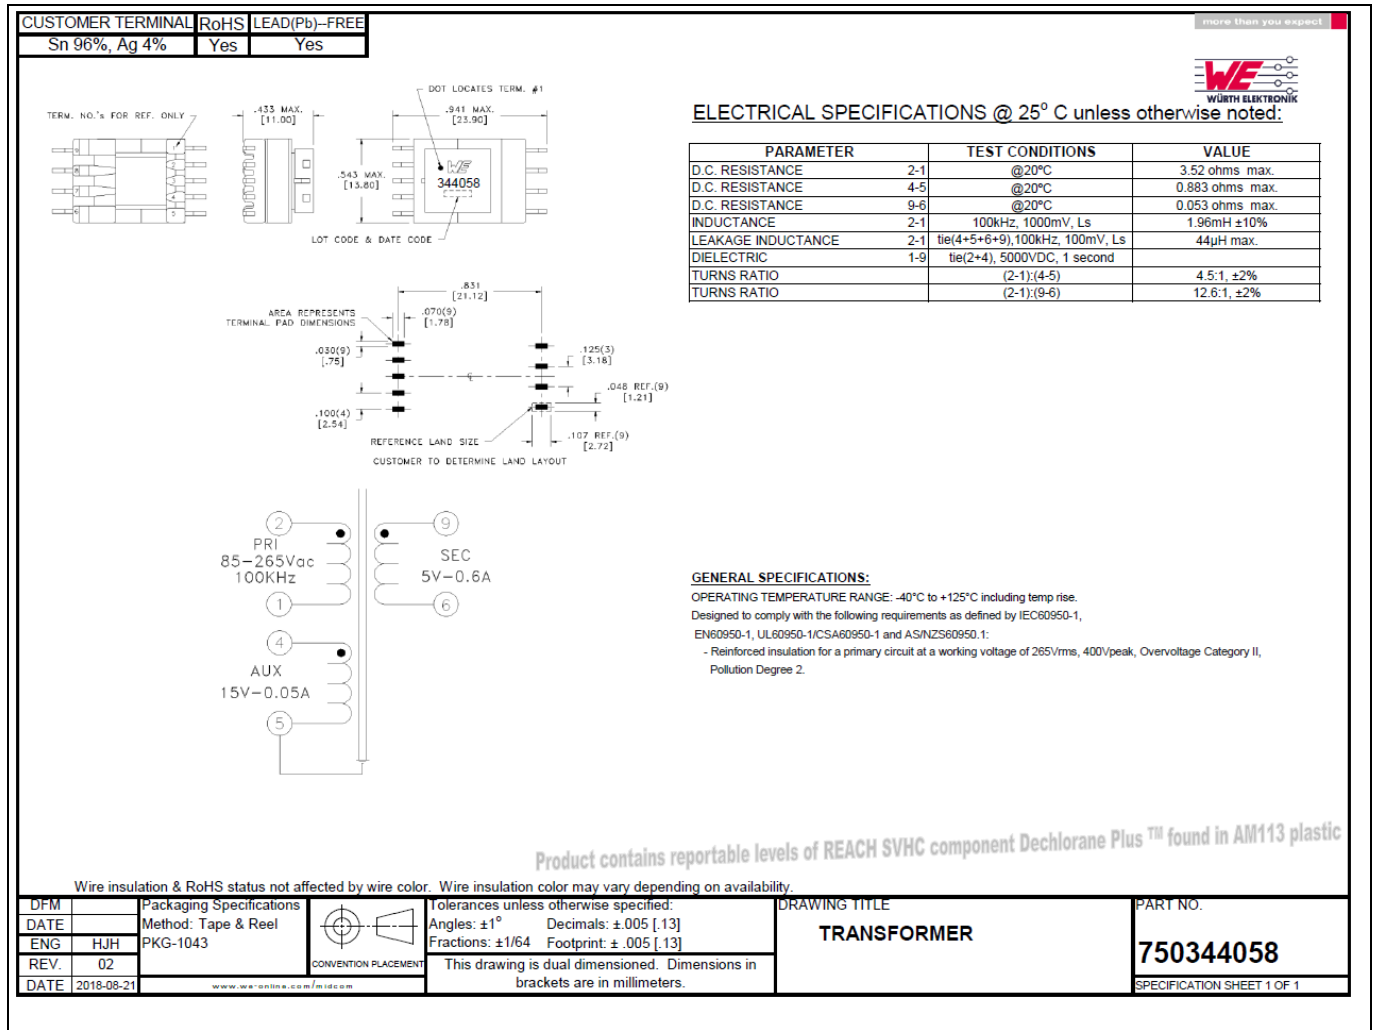 CUSTOMER TERMINAL RoHS LEAD(Pb)--FREE
Sn 96%, Ag 4% Yes Yes
more than you expect
WE
WÜRTH ELEKTRONIK
TERM. NO.'s FOR REF. ONLY
.433 MAX.
[11.00]
DOT LOCATES TERM. #1
.941 MAX.
[23.90]
.543 MAX.
[13.80]
WE
344058
LOT CODE & DATE CODE
9
8
7
6
1
2
3
4
5
ELECTRICAL SPECIFICATIONS @ 25° C unless otherwise noted:
PARAMETER TEST CONDITIONS VALUE
D.C. RESISTANCE 2-1 @20°C 3.52 ohms max.
D.C. RESISTANCE 4-5 @20°C 0.883 ohms max.
D.C. RESISTANCE 9-6 @20°C 0.053 ohms max.
INDUCTANCE 2-1 100kHz, 1000mV, Ls 1.96mH ±10%
LEAKAGE INDUCTANCE 2-1 tie(4+5+6+9),100kHz, 100mV, Ls 44µH max.
DIELECTRIC 1-9 tie(2+4), 5000VDC, 1 second
TURNS RATIO (2-1):(4-5) 4.5:1, ±2%
TURNS RATIO (2-1):(9-6) 12.6:1, ±2%
.831
[21.12]
AREA REPRESENTS
TERMINAL PAD DIMENSIONS
.070(9)
[1.78]
.030(9)
[.75]
.125(3)
[3.18]
.048 REF.(9)
[1.21]
.100(4)
[2.54]
REFERENCE LAND SIZE
.107 REF.(9)
[2.72]
CUSTOMER TO DETERMINE LAND LAYOUT
2
PRI
85-265Vac
100KHz
1
9
SEC
5V-0.6A
6
4
AUX
15V-0.05A
5
GENERAL SPECIFICATIONS:
OPERATING TEMPERATURE RANGE: -40°C to +125°C including temp rise.
Designed to comply with the following requirements as defined by IEC60950-1,
EN60950-1, UL60950-1/CSA60950-1 and AS/NZS60950.1:
- Reinforced insulation for a primary circuit at a working voltage of 265Vrms, 400Vpeak, Overvoltage Category II,
Pollution Degree 2.
Product contains reportable levels of REACH SVHC component Dechlorane Plus TM found in AM113 plastic
Wire insulation & RoHS status not affected by wire color. Wire insulation color may vary depending on availability.
DFM
DATE
ENG HJH
REV. 02
DATE 2018-08-21
Packaging Specifications
Method: Tape & Reel
PKG-1043
www.we-online.com/midcom
CONVENTION PLACEMENT
Tolerances unless otherwise specified:
Angles: ±1° Decimals: ±.005 [.13]
Fractions: ±1/64 Footprint: ± .005 [.13]
This drawing is dual dimensioned. Dimensions in
brackets are in millimeters.
DRAWING TITLE
TRANSFORMER
PART NO.
750344058
SPECIFICATION SHEET 1 OF 1